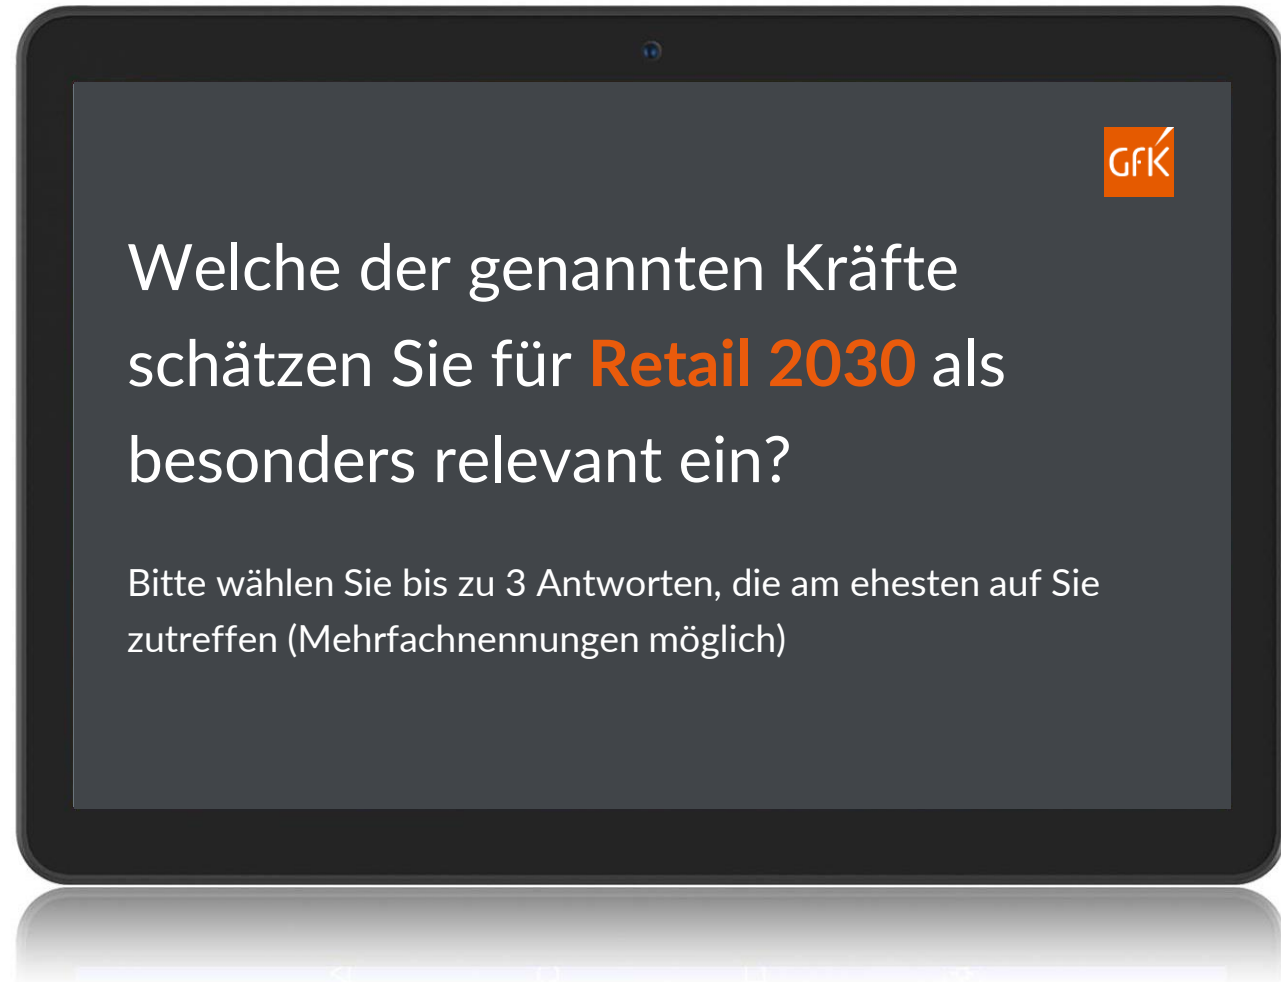 GfK
Welche der genannten Kräfte
schätzen Sie für Retail 2030 als
besonders relevant ein?
Bitte wählen Sie bis zu 3 Antworten, die am ehesten auf Sie
zutreffen (Mehrfachnennungen möglich)